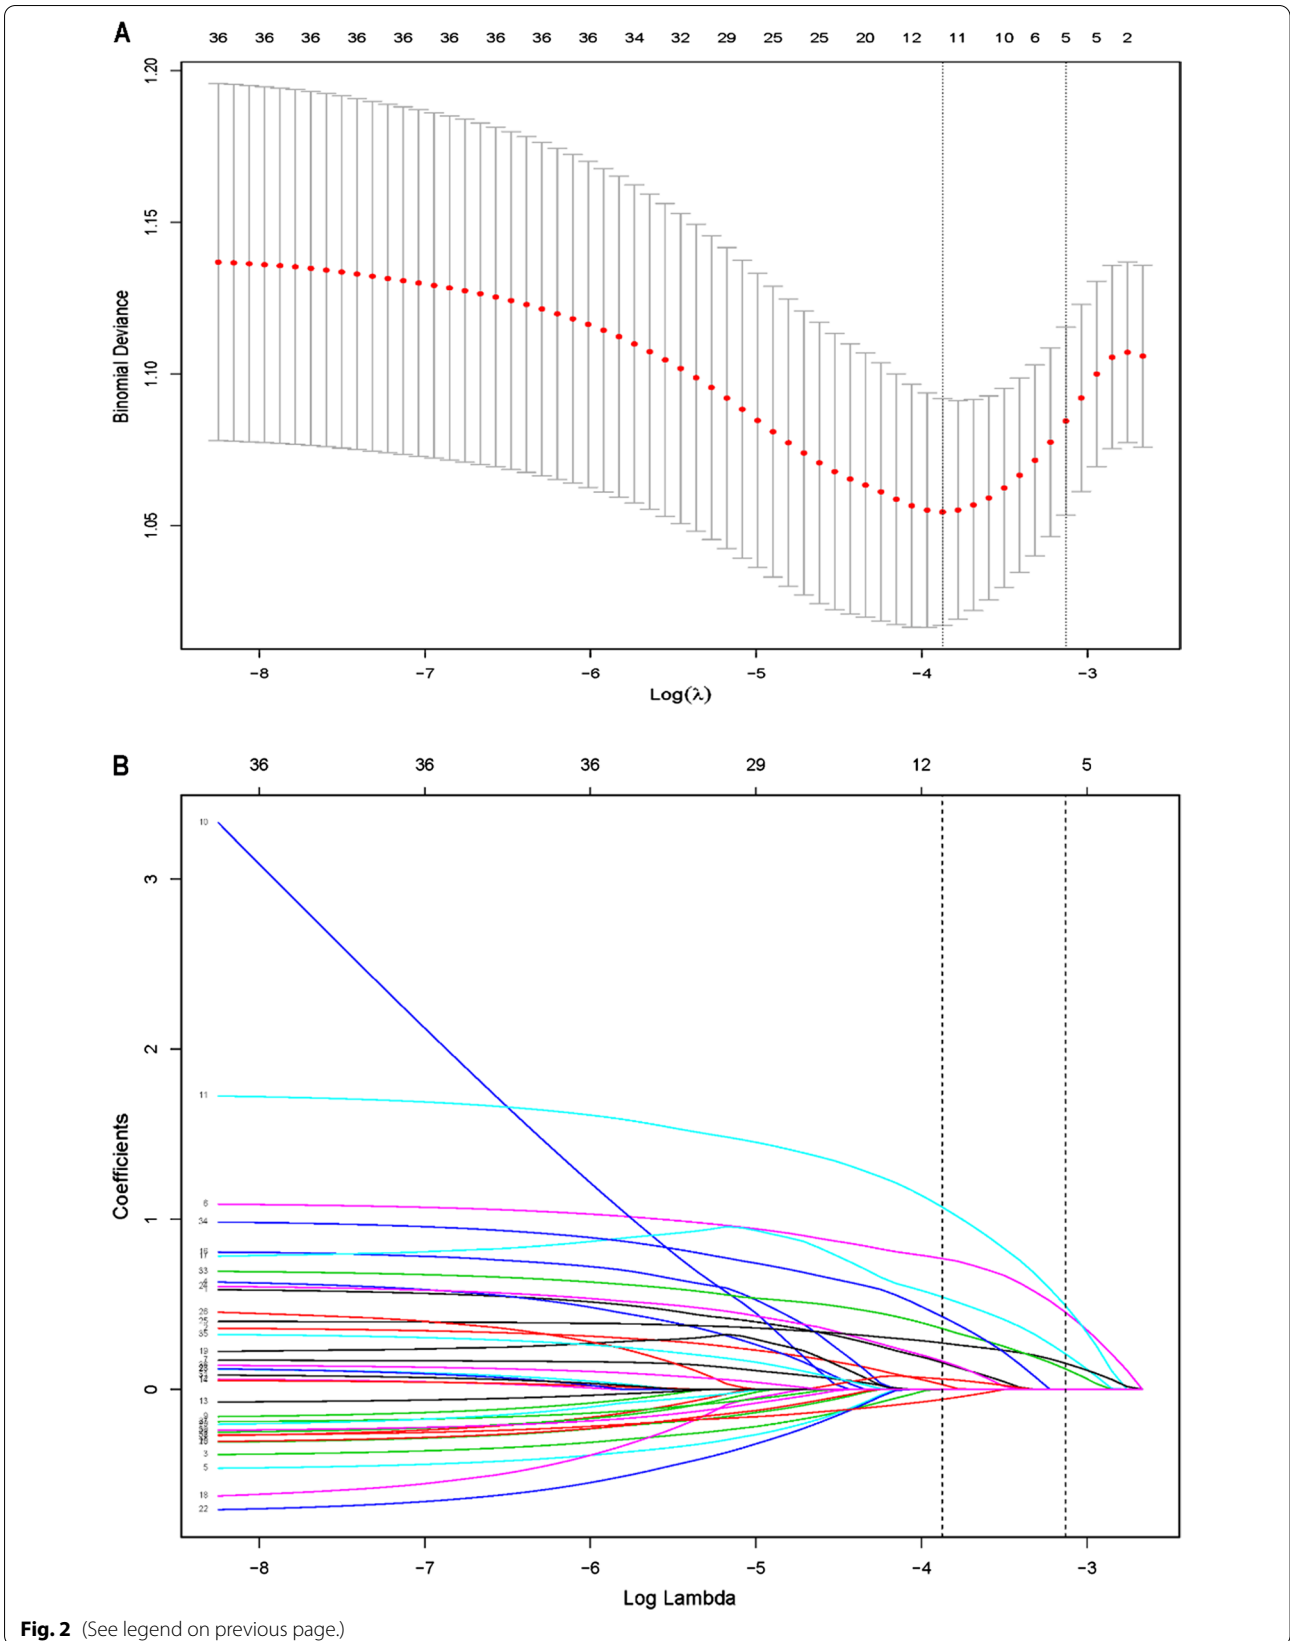 A
36 36 36 36 36 36 36 36 36 34 32 29 25 25 20 12 11 10 6 5 5 2
1.20
1.15
1.10
1.05
Binomial Deviance
−8 −7 −6 −5 −4 −3
Log(λ)
B
36 36 36 29 12 5
3
2
1
0
Coefficients
10
11
6
34
33
26
35
19
13
9
3
5
18
22
−8 −7 −6 −5 −4 −3
Log Lambda
Fig. 2 (See legend on previous page.)